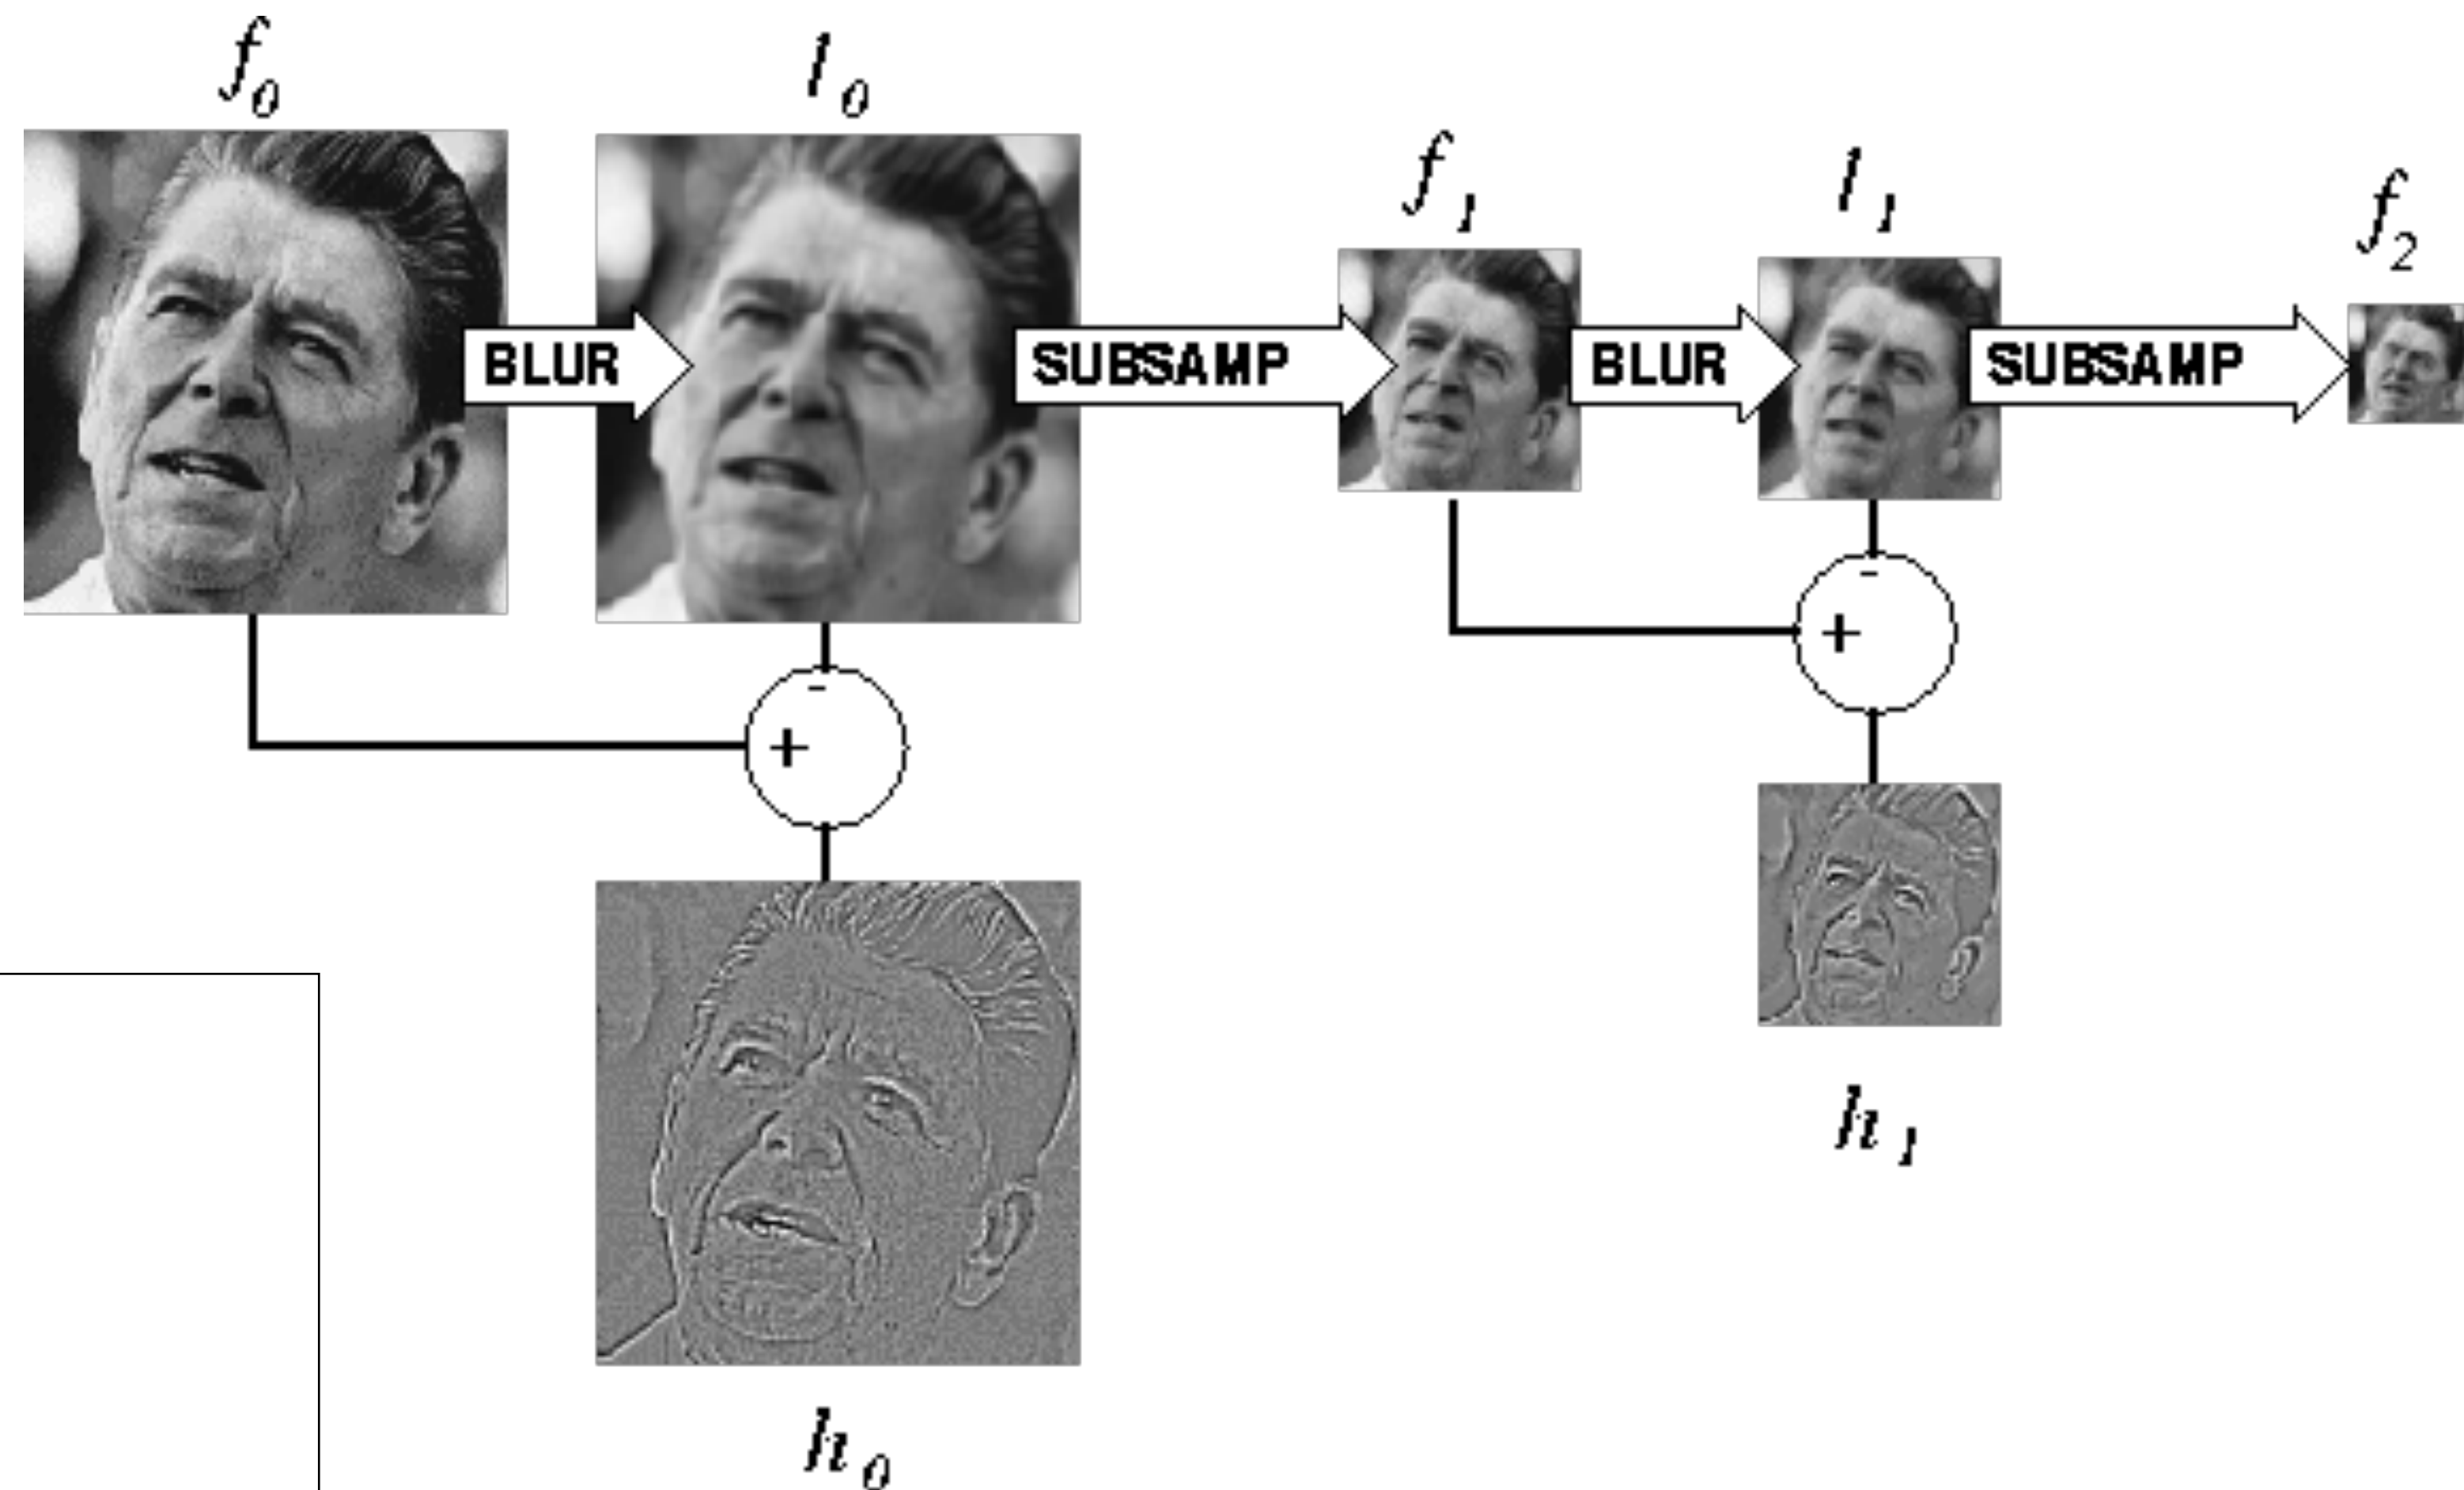 f0
l0
f1
l1
f2
BLUR
SUBSAMP
BLUR
SUBSAMP
-
+
-
+
h1
h0